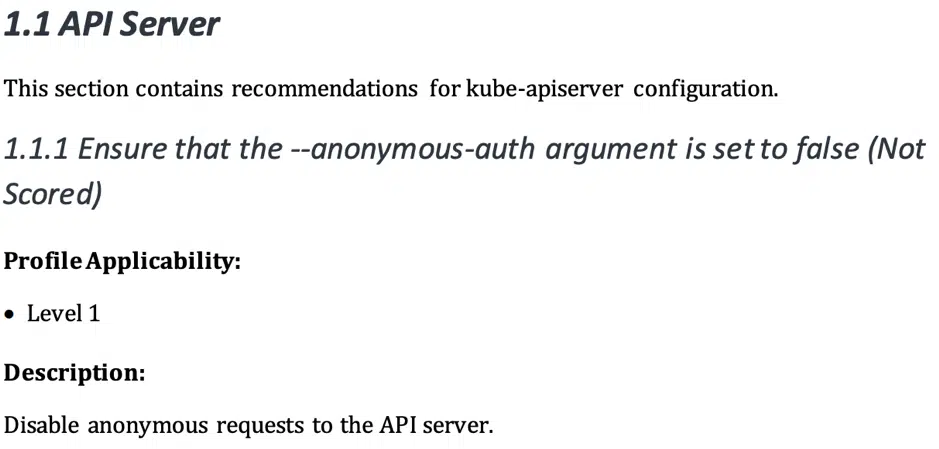 1.1 API Server
This section contains recommendations for kube-apiserver configuration.
1.1.1 Ensure that the --anonymous-auth argument is set to false (Not
Scored)
Profile Applicability:
• Level 1
Description:
Disable anonymous requests to the API server.